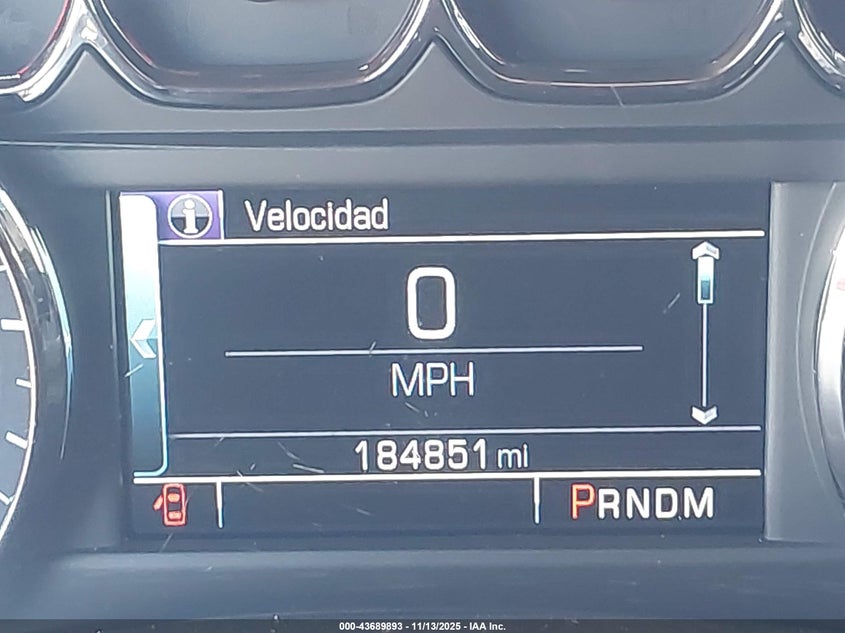 Velocidad
0
MPH
184851 mi
PRNDM
000-43689893 - 11/13/2025 - IAA Inc.